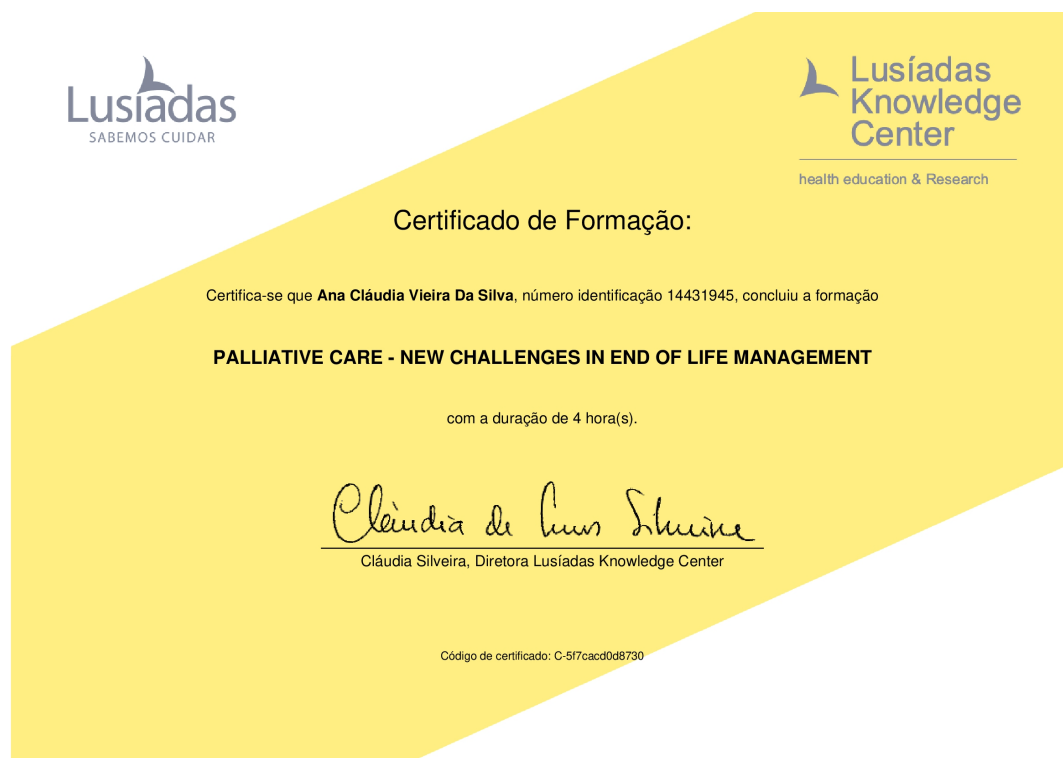 Lusíadas
SABEMOS CUIDAR
Lusíadas
Knowledge
Center
health education & Research
Certificado de Formação:
Certifica-se que Ana Cláudia Vieira Da Silva, número identificação 14431945, concluiu a formação
PALLIATIVE CARE - NEW CHALLENGES IN END OF LIFE MANAGEMENT
com a duração de 4 hora(s).
Cláudia de
Cláudia Silveira, Diretora Lusíadas Knowledge Center
Código de certificado: C-5f7cacd0d8730